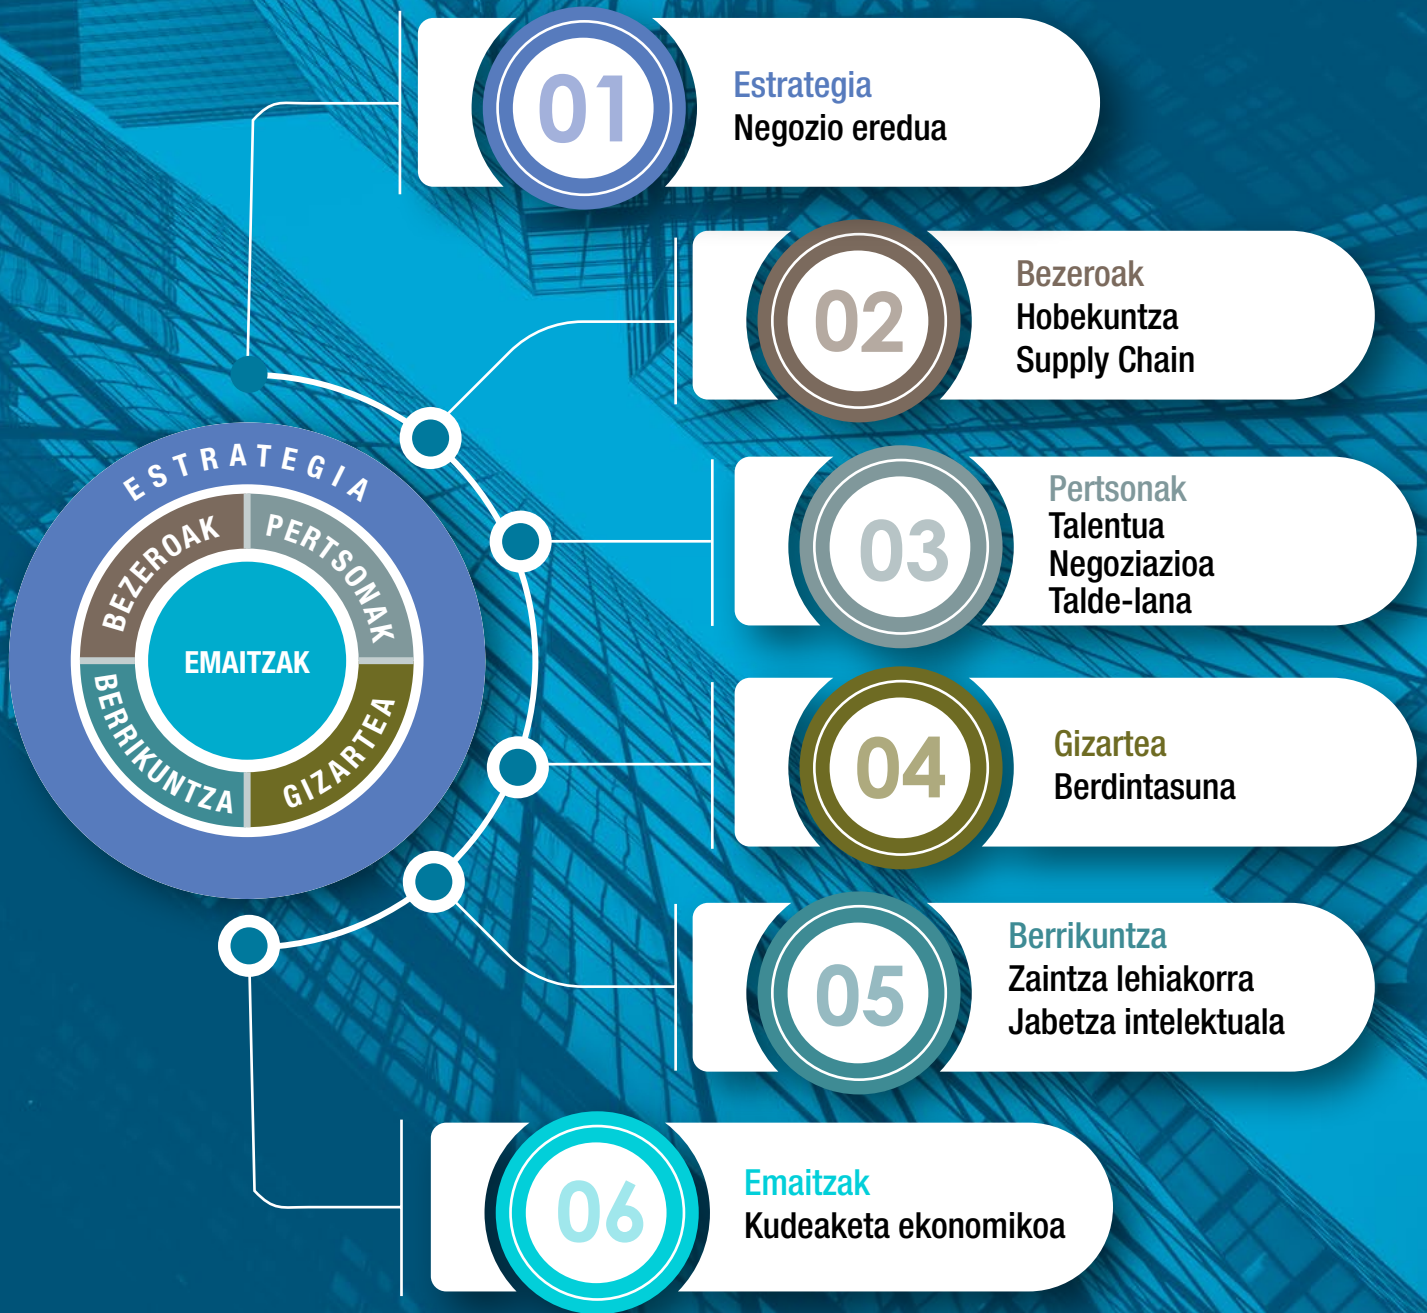 01
Estrategia
Negozio eredua
02
Bezeroak
Hobekuntza
Supply Chain
03
Pertsonak
Talentua
Negoziazioa
Talde-lana
ESTRATEGIA
BEZEROAK
PERTSONAK
EMAITZAK
BERRIKUNTZA
GIZARTEA
04
Gizartea
Berdintasuna
05
Berrikuntza
Zaintza lehiakorra
Jabetza intelektuala
06
Emaitzak
Kudeaketa ekonomikoa